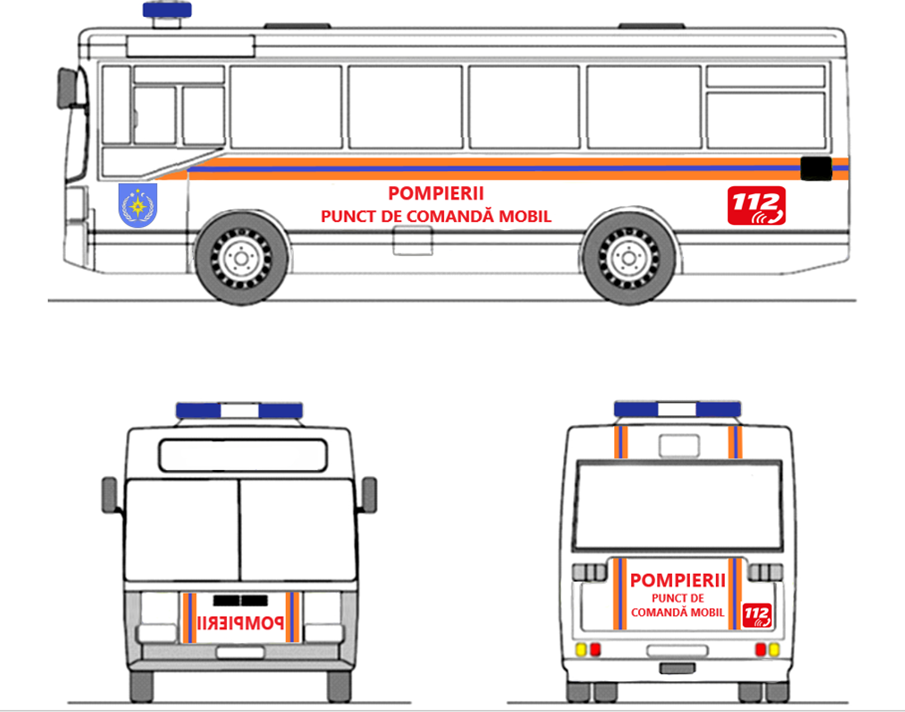 POMPIERII
PUNCT DE COMANDĂ MOBIL
112
POMPIERII
POMPIERII
PUNCT DE
COMANDĂ MOBIL
112